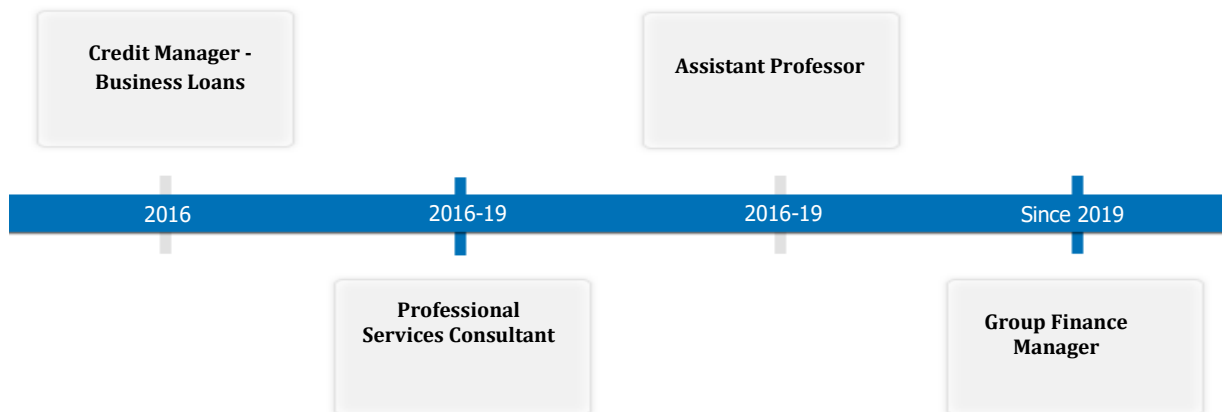 Credit Manager -
Business Loans
Assistant Professor
2016
2016-19
2016-19
Since 2019
Professional
Services Consultant
Group Finance
Manager